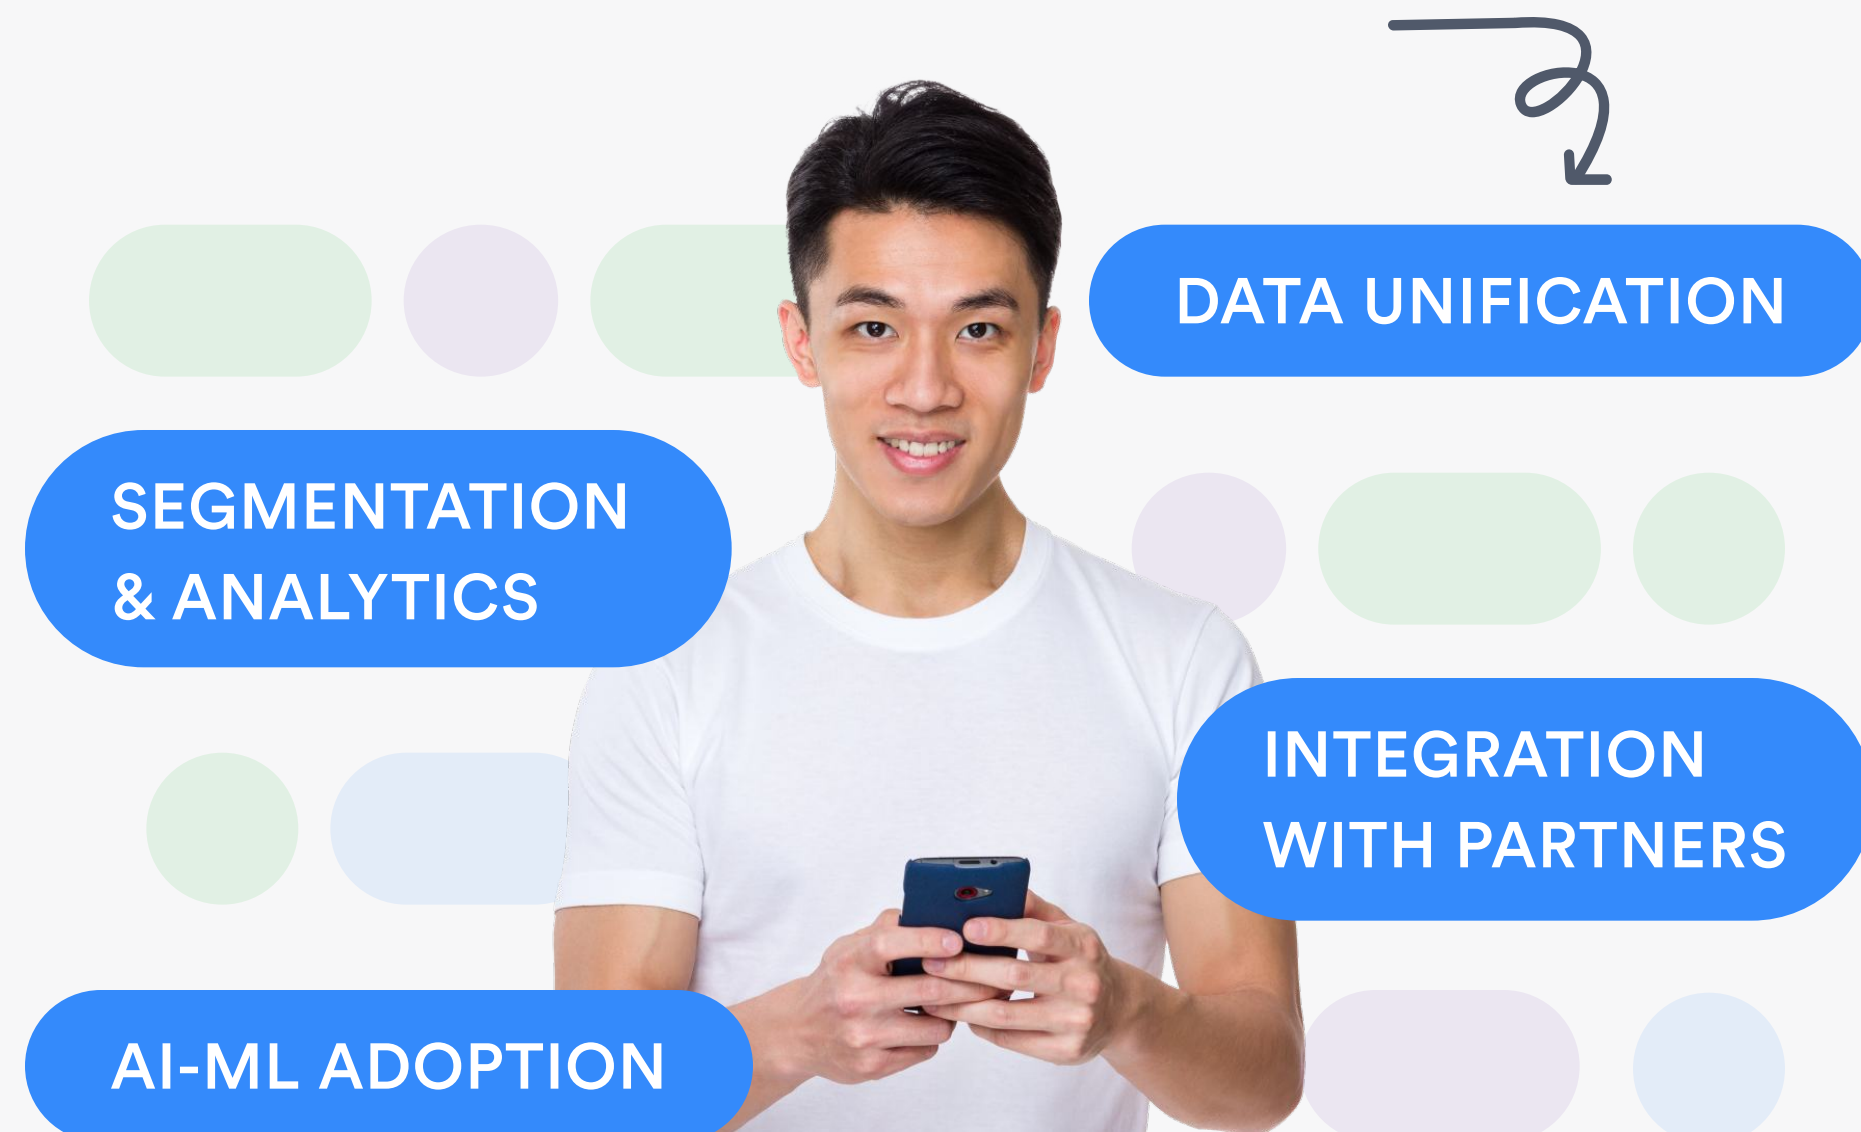 DATA UNIFICATION
SEGMENTATION
& ANALYTICS
INTEGRATION
WITH PARTNERS
AI-ML ADOPTION